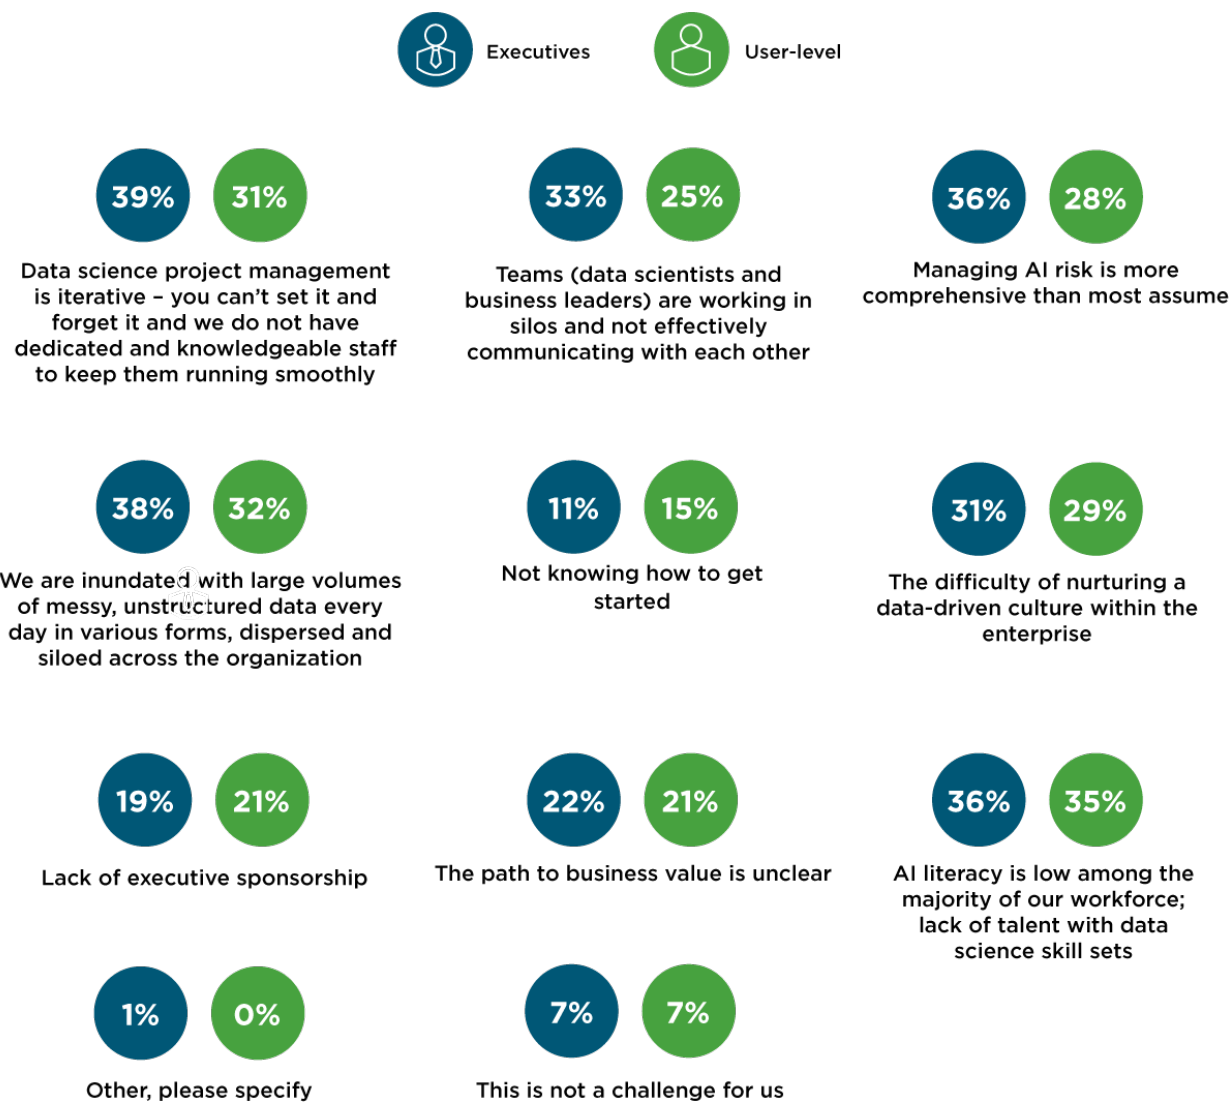 Executives
User-level
39%
31%
Data science project management
is iterative – you can’t set it and
forget it and we do not have
dedicated and knowledgeable staff
to keep them running smoothly
33%
25%
Teams (data scientists and
business leaders) are working in
silos and not effectively
communicating with each other
36%
28%
Managing AI risk is more
comprehensive than most assume
38%
32%
We are inundated with large volumes
of messy, unstructured data every
day in various forms, dispersed and
siloed across the organization
11%
15%
Not knowing how to get
started
31%
29%
The difficulty of nurturing a
data-driven culture within the
enterprise
19%
21%
Lack of executive sponsorship
22%
21%
The path to business value is unclear
36%
35%
AI literacy is low among the
majority of our workforce;
lack of talent with data
science skill sets
1%
0%
Other, please specify
7%
7%
This is not a challenge for us